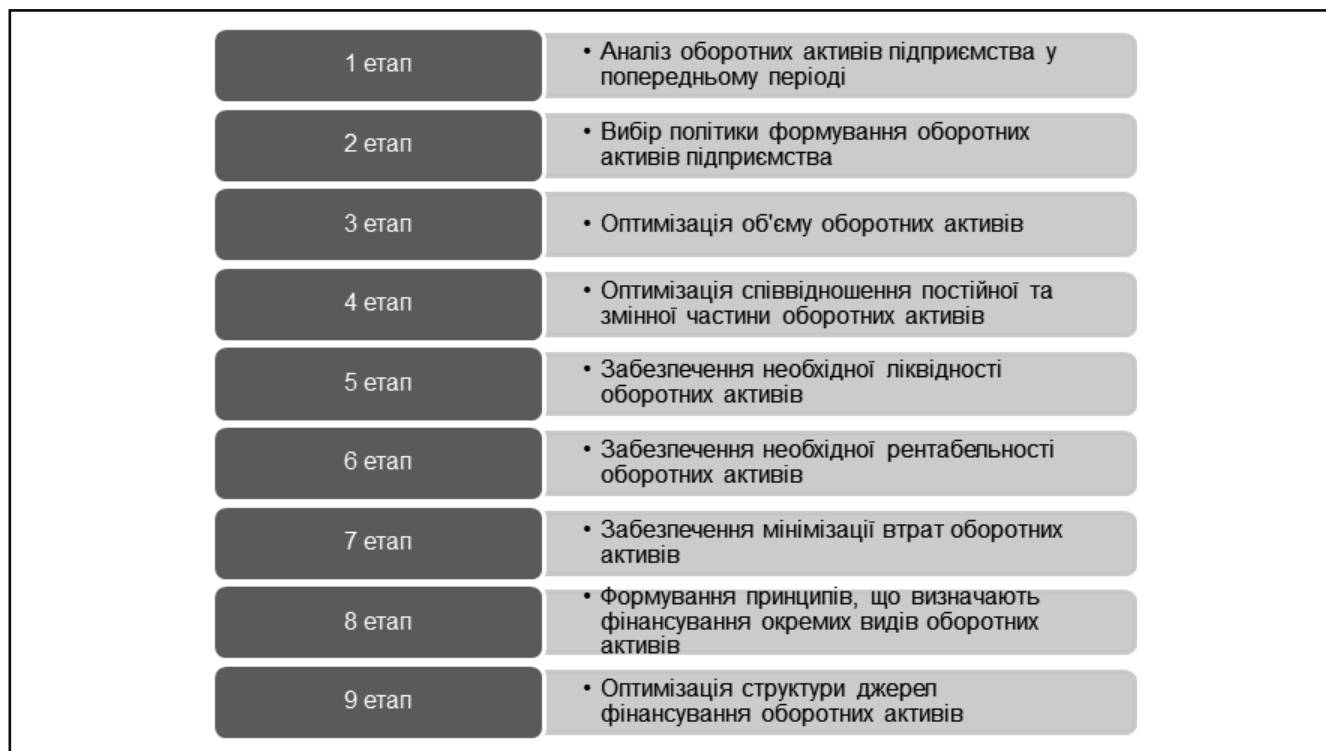 1 етап
• Аналіз оборотних активів підприємства у
попередньому періоді
2 етап
• Вибір політики формування оборотних
активів підприємства
3 етап
• Оптимізація об'єму оборотних активів
4 етап
• Оптимізація співвідношення постійної та
змінної частини оборотних активів
5 етап
• Забезпечення необхідної ліквідності
оборотних активів
6 етап
• Забезпечення необхідної рентабельності
оборотних активів
7 етап
• Забезпечення мінімізації втрат оборотних
активів
8 етап
• Формування принципів, що визначають
фінансування окремих видів оборотних
активів
9 етап
• Оптимізація структури джерел
фінансування оборотних активів